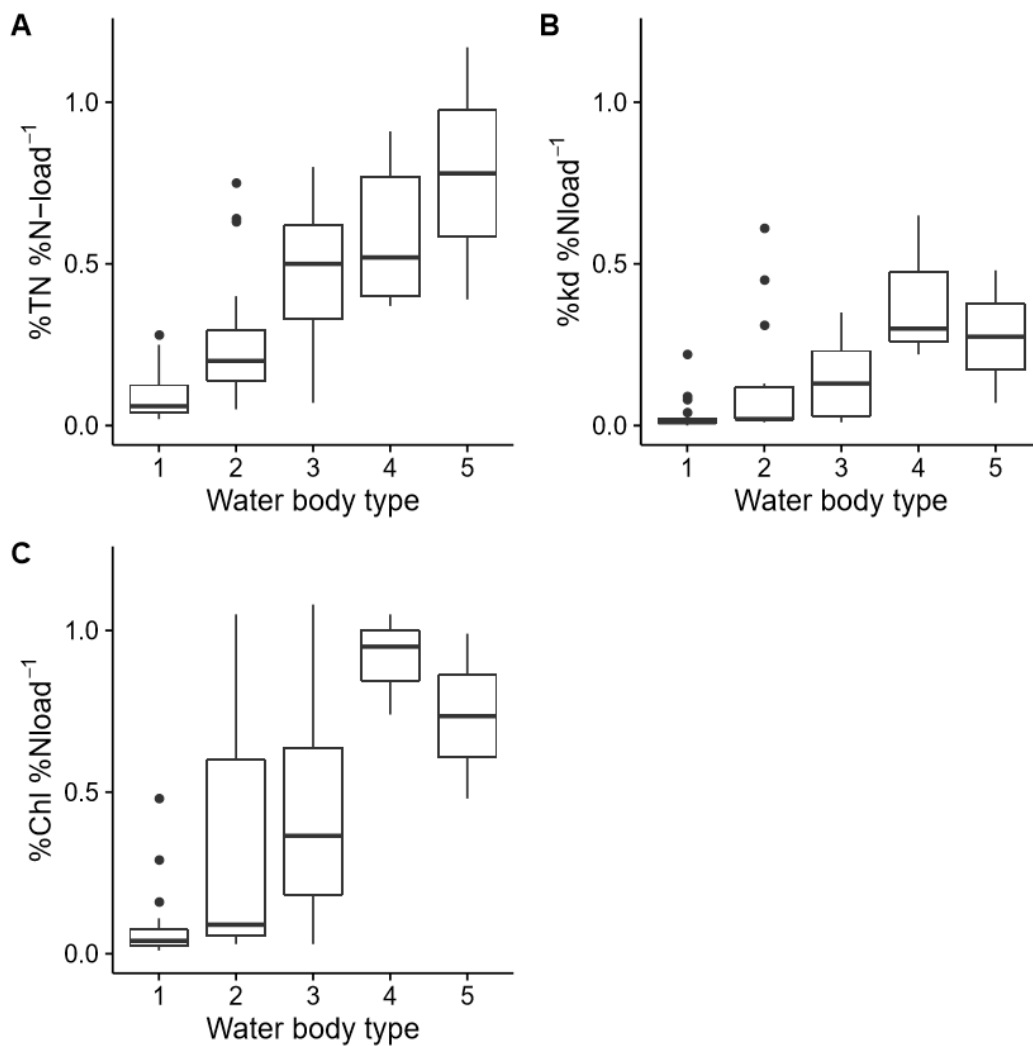 A
%TN %N−load⁻¹
1.0
0.5
0.0
1 2 3 4 5
Water body type
B
%kd %Nload⁻¹
1.0
0.5
0.0
1 2 3 4 5
Water body type
C
%Chl %Nload⁻¹
1.0
0.5
0.0
1 2 3 4 5
Water body type